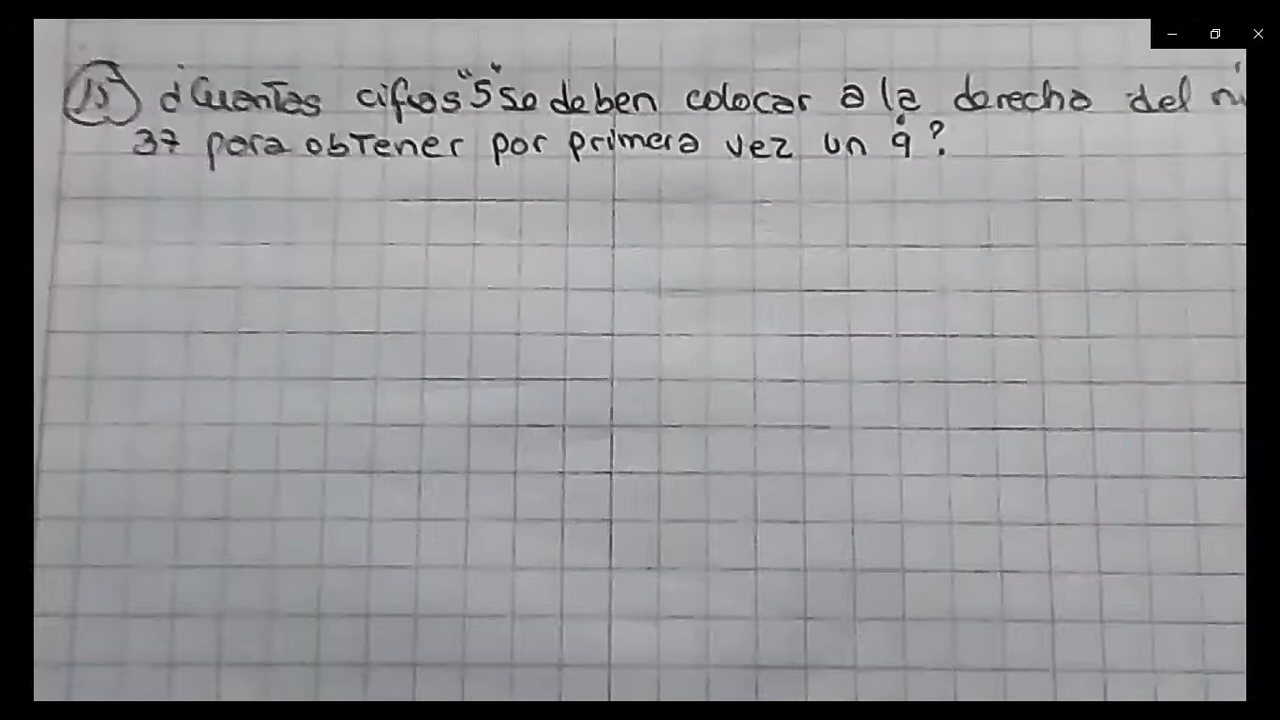 15) ¿Cuantas cifras "5" se deben colocar a la derecha del
37 para obtener por primera vez un 9̊?